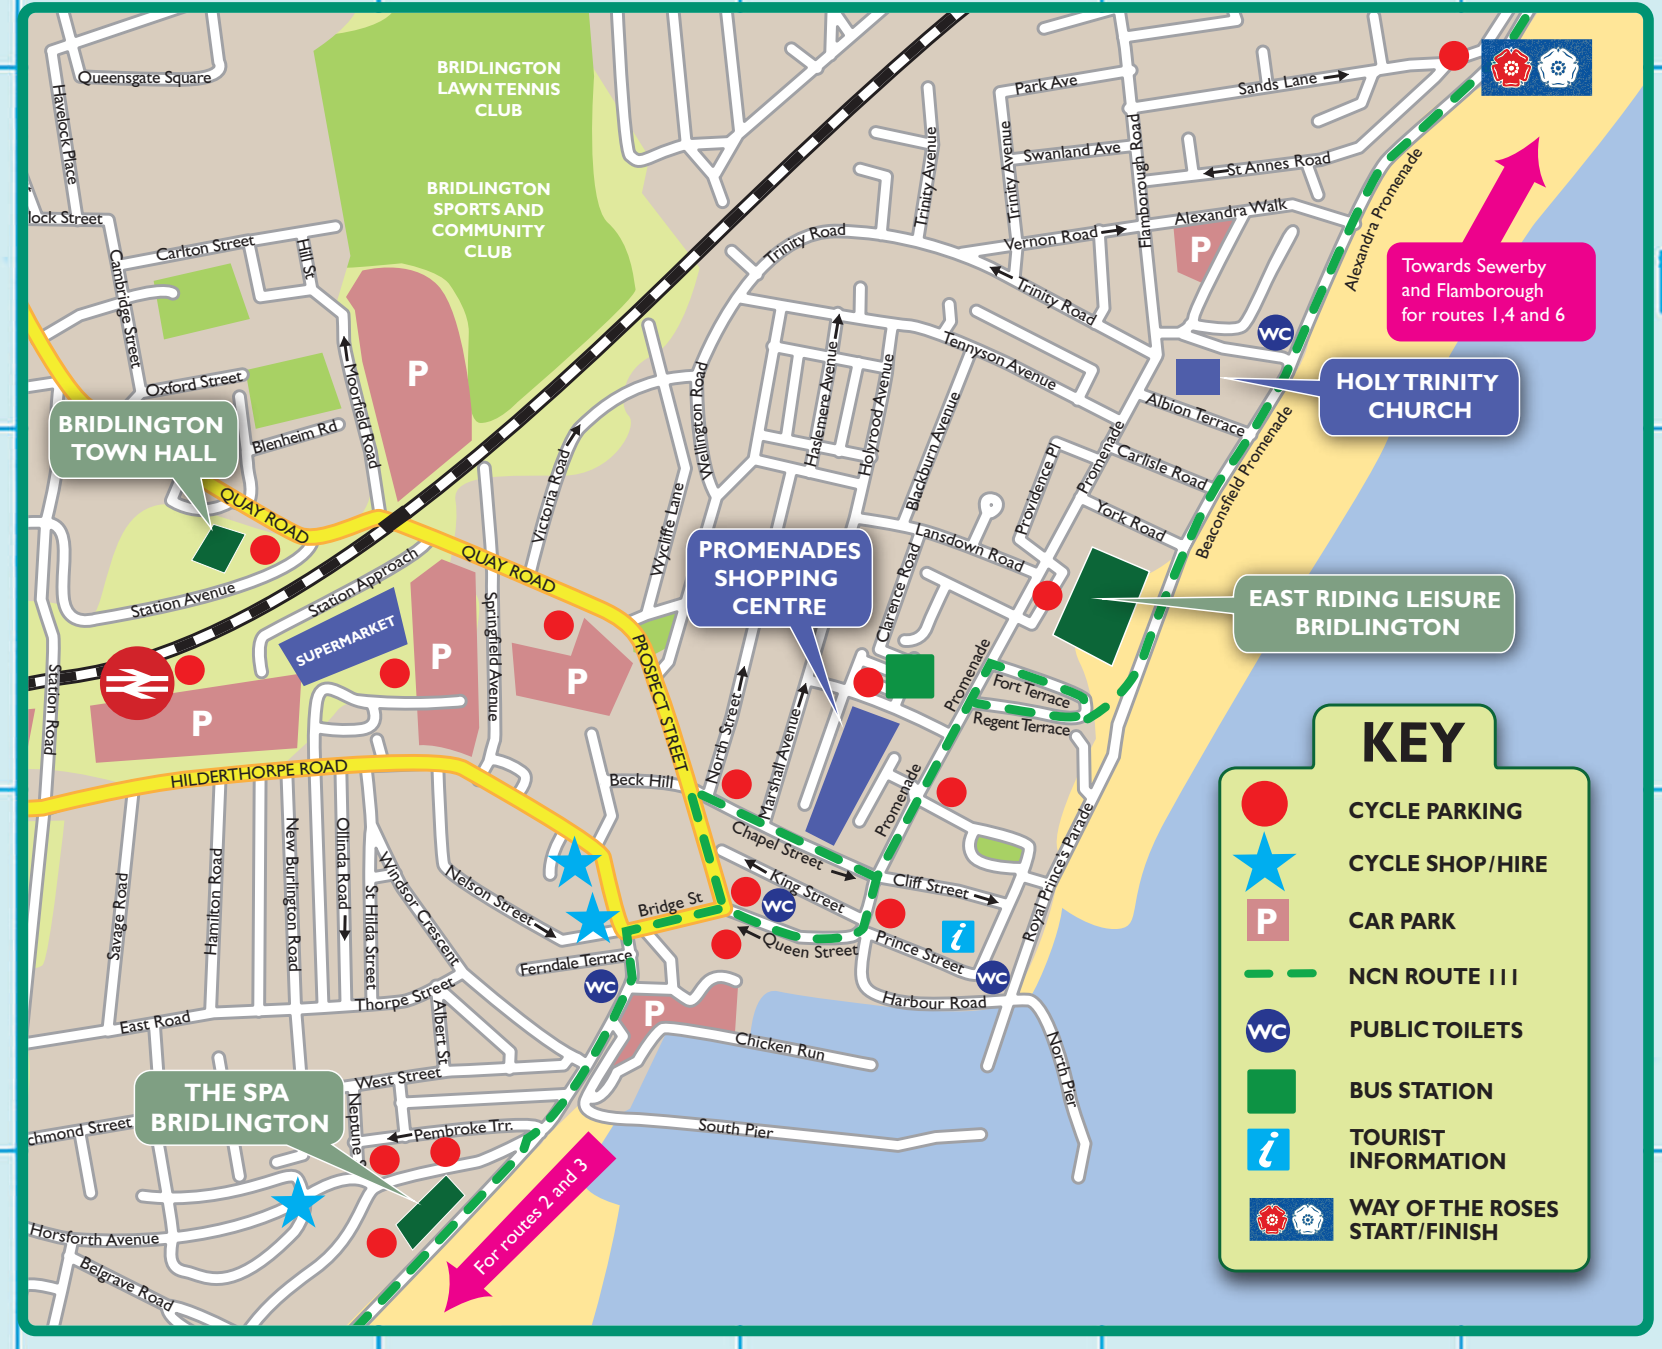 Queensgate Square
Havelock Place
lock Street
Carlton Street
Hill St
Cambridge Street
Oxford Street
Blenheim Rd
Moorfield Road
BRIDLINGTON
LAWN TENNIS
CLUB
BRIDLINGTON
SPORTS AND
COMMUNITY
CLUB
P
BRIDLINGTON
TOWN HALL
QUAY ROAD
QUAY ROAD
Station Avenue
Station Approach
SUPERMARKET
P
P
P
Station Road
Springfield Avenue
Victoria Road
Wycliffe Lane
Wellington Road
Trinity Road
Trinity Avenue
Trinity Avenue
Park Ave
Swanland Ave
Flamborough Road
Sands Lane
St Annes Road
Alexandra Walk
Vernon Road
Trinity Road
P
Alexandra Promenade
Towards Sewerby
and Flamborough
for routes 1,4 and 6
WC
HOLY TRINITY
CHURCH
Tennyson Avenue
Haslemere Avenue
Holyrood Avenue
Blackburn Avenue
Albion Terrace
Carlisle Road
York Road
Promenade
Providence Pl
Beaconsfield Promenade
Lansdown Road
Clarence Road
PROMENADES
SHOPPING
CENTRE
EAST RIDING LEISURE
BRIDLINGTON
Promenade
Fort Terrace
Regent Terrace
Promenade
PROSPECT STREET
North Street
Marshall Avenue
Beck Hill
Chapel Street
King Street
Cliff Street
Queen Street
Prince Street
Royal Prince's Parade
Harbour Road
WC
WC
WC
i
Bridge St
HILDERTHORPE ROAD
Savage Road
Hamilton Road
New Burlington Road
Ollinda Road
St Hilda Street
Windsor Crescent
Nelson Street
Ferndale Terrace
Thorpe Street
East Road
Albert St
West Street
Neptune S
Pembroke Trr.
chmond Street
THE SPA
BRIDLINGTON
Horsforth Avenue
Belgrave Road
P
Chicken Run
South Pier
North Pier
For routes 2 and 3
KEY
CYCLE PARKING
CYCLE SHOP/HIRE
P
CAR PARK
NCN ROUTE 111
WC
PUBLIC TOILETS
BUS STATION
i
TOURIST
INFORMATION
WAY OF THE ROSES
START/FINISH